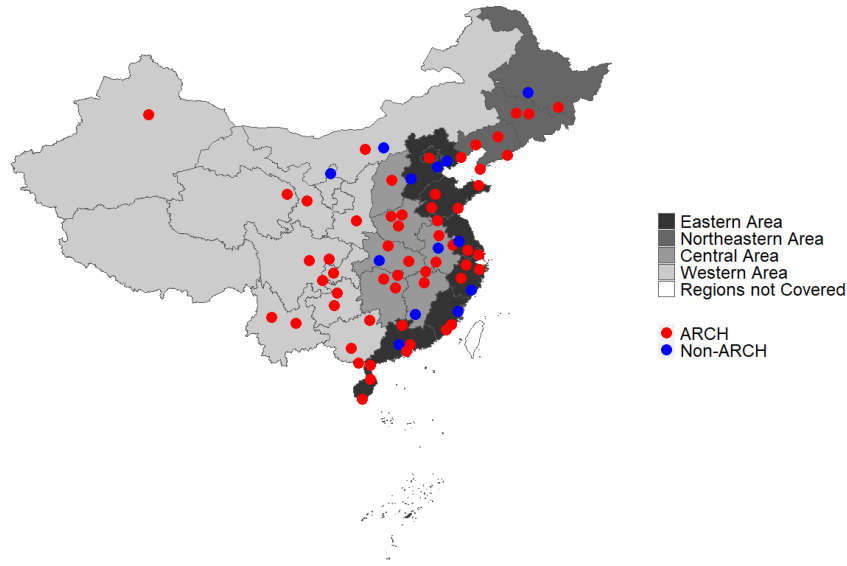 Eastern Area
Northeastern Area
Central Area
Western Area
Regions not Covered
ARCH
Non-ARCH